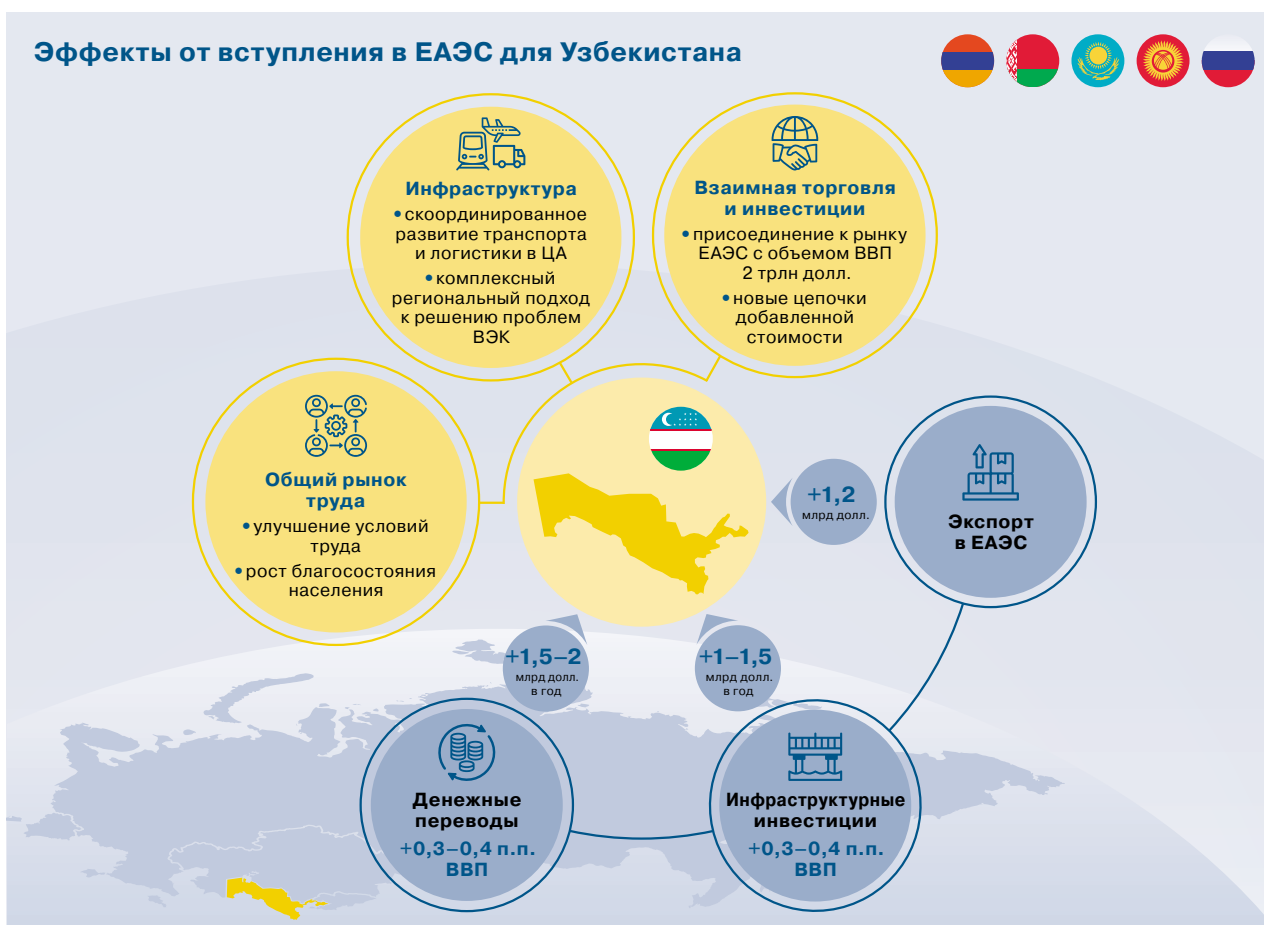 Эффекты от вступления в ЕАЭС для Узбекистана
Инфраструктура
• скоординированное
развитие транспорта
и логистики в ЦА
• комплексный
региональный подход
к решению проблем
ВЭК
Взаимная торговля
и инвестиции
• присоединение к рынку
ЕАЭС с объемом ВВП
2 трлн долл.
• новые цепочки
добавленной
стоимости
Общий рынок
труда
• улучшение условий
труда
• рост благосостояния
населения
+1,2
млрд долл.
Экспорт
в ЕАЭС
+1,5–2
млрд долл.
в год
+1–1,5
млрд долл.
в год
Денежные
переводы
+0,3–0,4 п.п.
ВВП
Инфраструктурные
инвестиции
+0,3–0,4 п.п.
ВВП